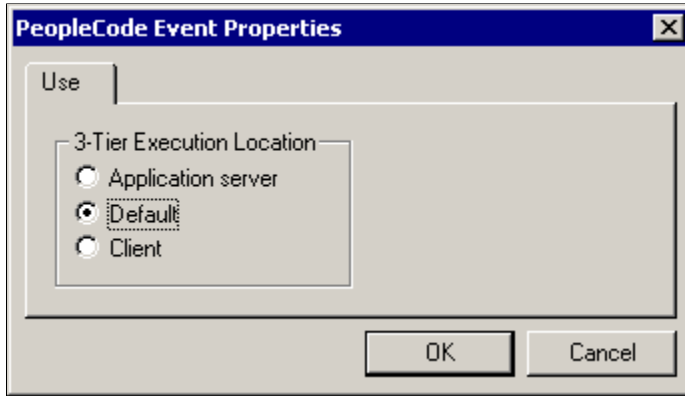 PeopleCode Event Properties
Use
3-Tier Execution Location
Application server
Default
Client
OK Cancel